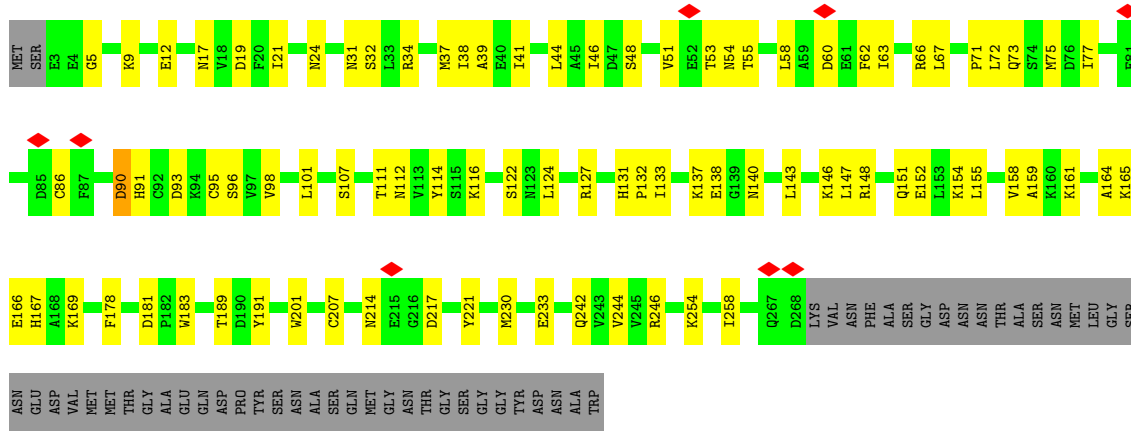 MET SER E3 E4 G5 K9 E12 N17 V18 D19 F20 I21 N24 N31 S32 L33 R34 M37 I38 A39 E40 I41 L44 A45 I46 D47 S48 V51 E52 T53 N54 T55 L58 A59 D60 E61 F62 I63 R66 L67 P71 L72 Q73 S74 M75 D76 I77
D85 C86 F87 D90 H91 C92 D93 K94 C95 S96 V97 V98 L101 S107 T111 N112 V113 Y114 S115 K116 S122 N123 L124 R127 H131 P132 I133 K137 E138 G139 N140 L143 K146 L147 R148 Q151 E152 L153 K154 L155 V158 A159 K160 K161 A164 K165
E166 H167 A168 K169 F178 D181 P182 W183 T189 D190 Y191 W201 C207 N214 E215 G216 D217 Y221 M230 E233 Q242 V243 V244 V245 R246 K254 I258 Q267 D268 LYS VAL ASN PHE ALA SER GLY ASP ASN ASN THR ALA SER ASN MET LEU GLY SER
ASN GLU ASP VAL MET MET THR GLY ALA GLU GLN ASP PRO TYR SER ASN ALA SER GLN MET GLY ASN THR GLY SER GLY GLY TYR ASP ASN ALA TRP